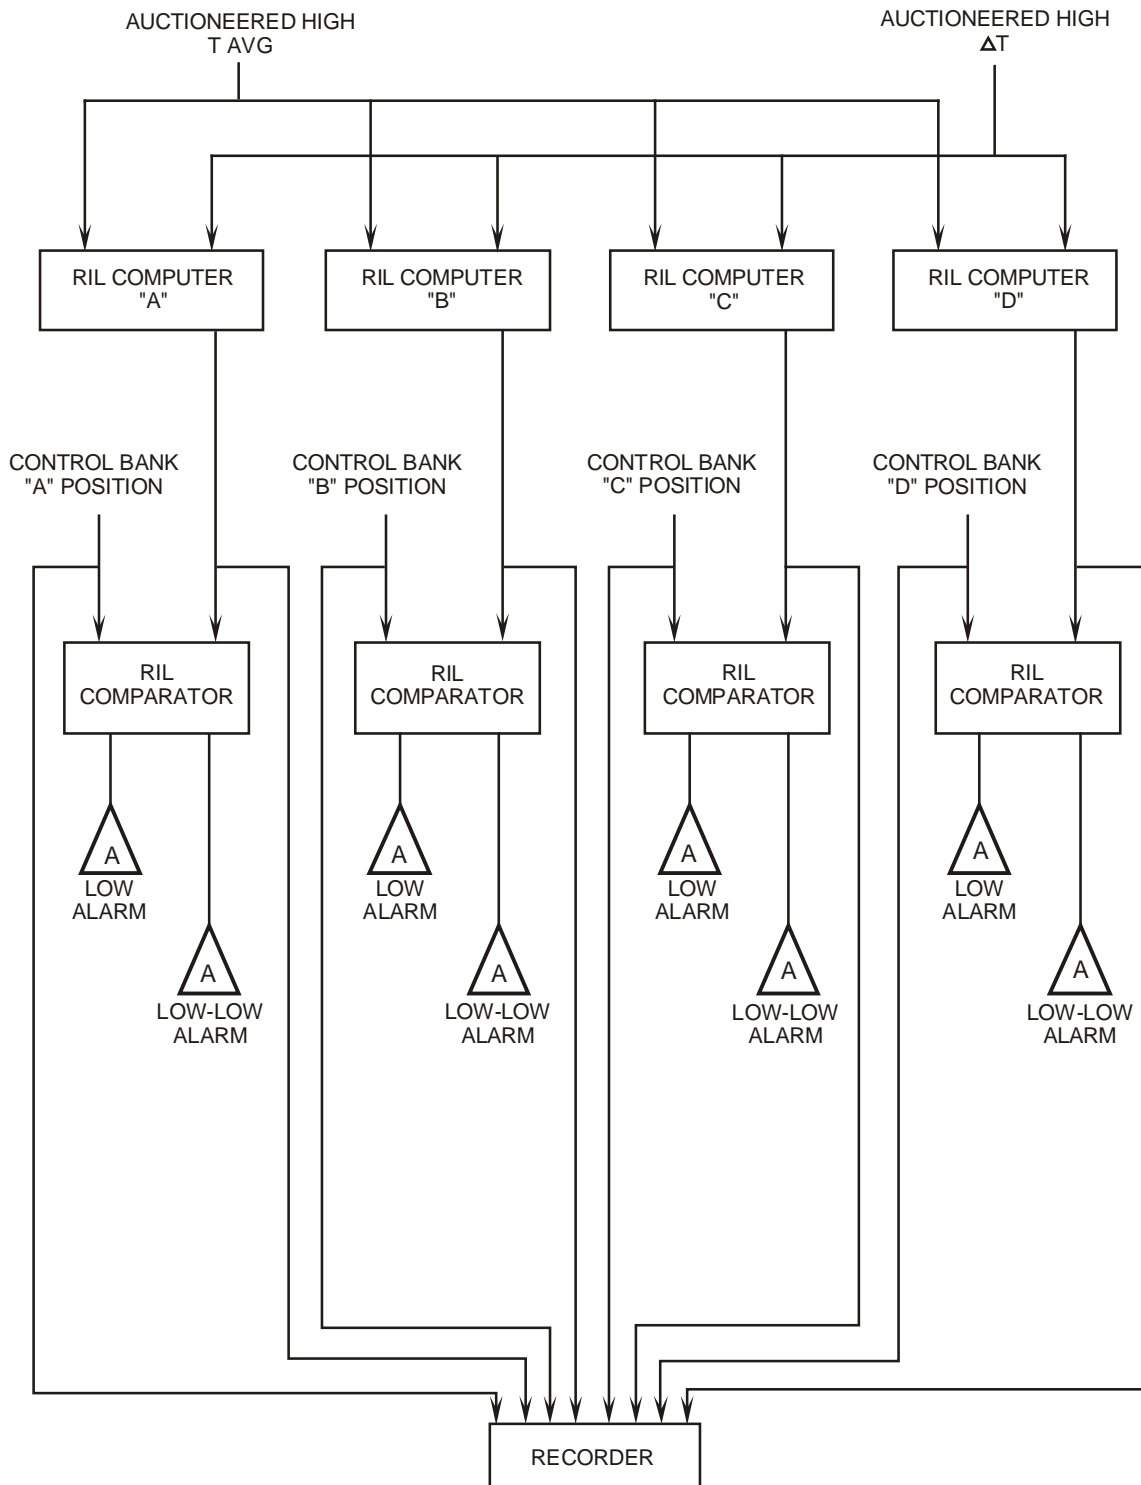 AUCTIONEERED HIGH
T AVG
AUCTIONEERED HIGH
ΔT
RIL COMPUTER
"A"
RIL COMPUTER
"B"
RIL COMPUTER
"C"
RIL COMPUTER
"D"
CONTROL BANK
"A" POSITION
CONTROL BANK
"B" POSITION
CONTROL BANK
"C" POSITION
CONTROL BANK
"D" POSITION
RIL
COMPARATOR
RIL
COMPARATOR
RIL
COMPARATOR
RIL
COMPARATOR
A
LOW
ALARM
A
LOW
ALARM
A
LOW
ALARM
A
LOW
ALARM
A
LOW-LOW
ALARM
A
LOW-LOW
ALARM
A
LOW-LOW
ALARM
A
LOW-LOW
ALARM
RECORDER